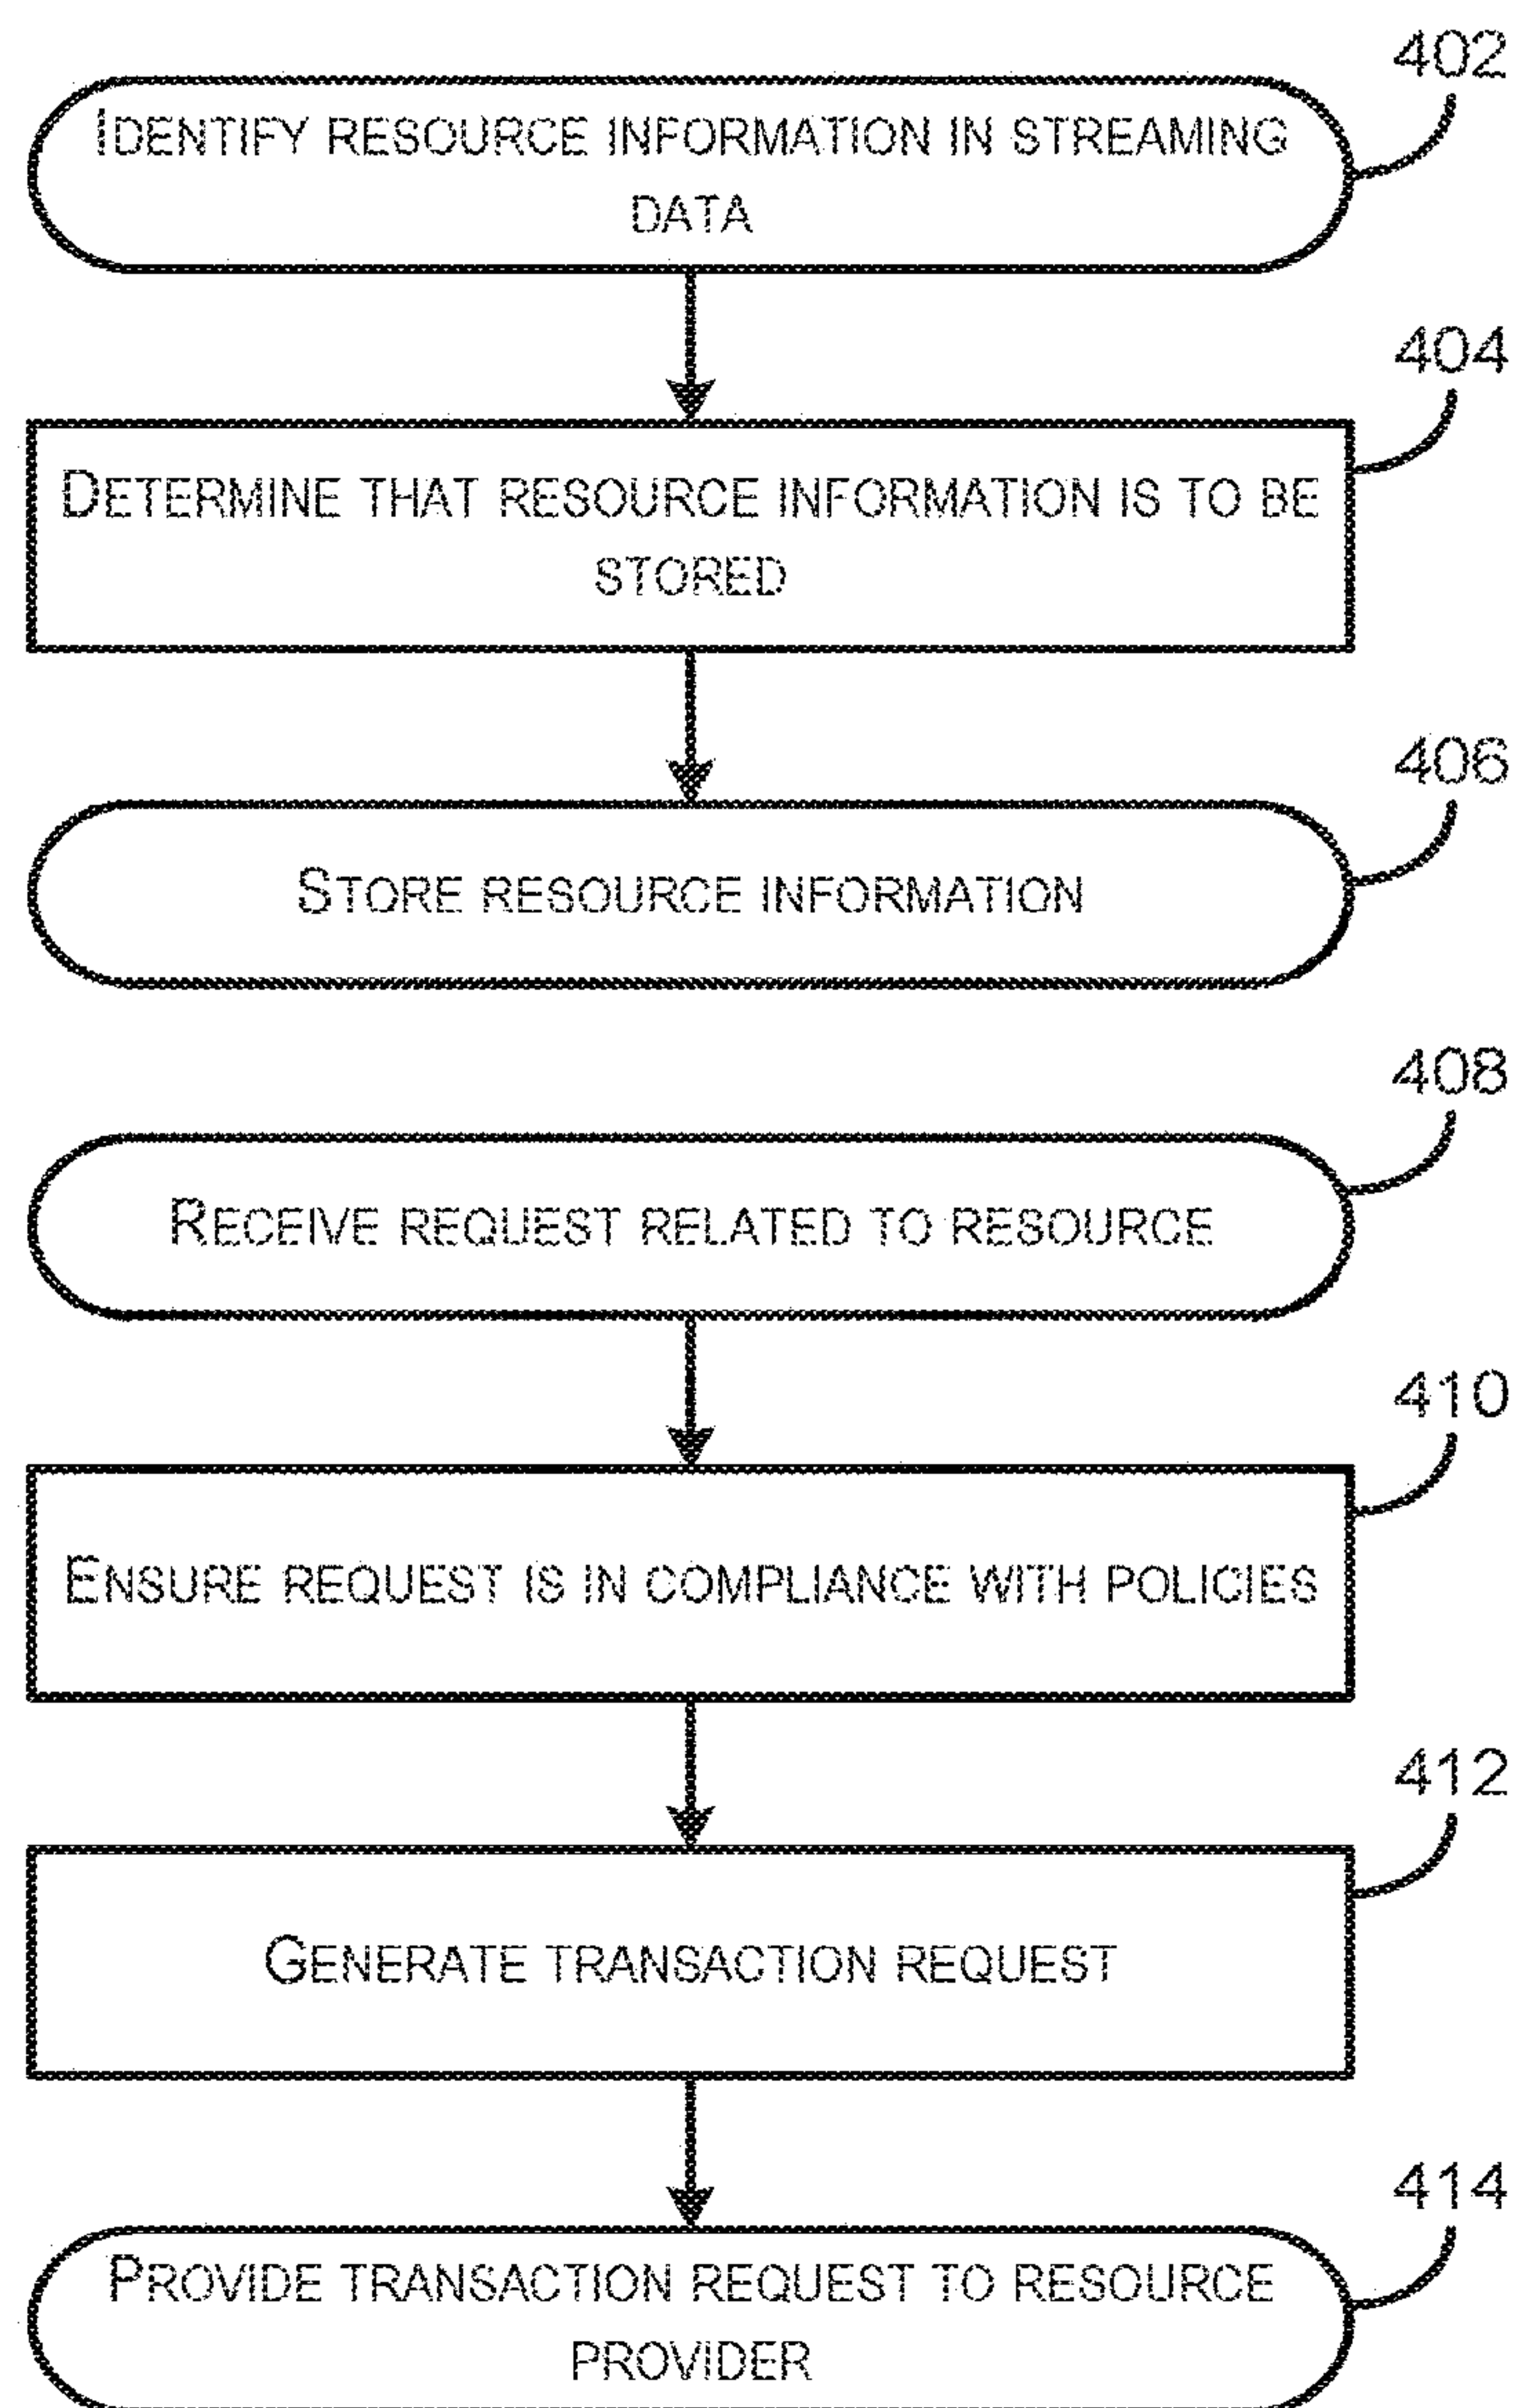 402
IDENTIFY RESOURCE INFORMATION IN STREAMING
DATA
404
DETERMINE THAT RESOURCE INFORMATION IS TO BE
STORED
406
STORE RESOURCE INFORMATION
408
RECEIVE REQUEST RELATED TO RESOURCE
410
ENSURE REQUEST IS IN COMPLIANCE WITH POLICIES
412
GENERATE TRANSACTION REQUEST
414
PROVIDE TRANSACTION REQUEST TO RESOURCE
PROVIDER